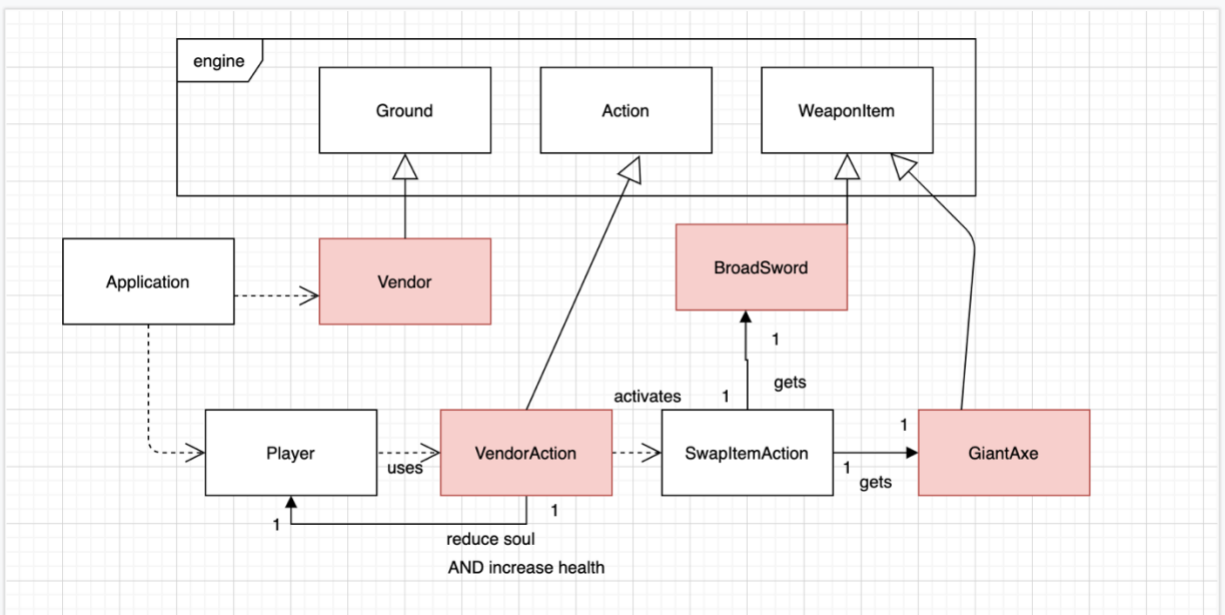 engine
Ground
Action
WeaponItem
Application
Vendor
BroadSword
1
gets
activates
1
Player
uses
VendorAction
SwapItemAction
1
gets
1
GiantAxe
1
1
reduce soul
AND increase health